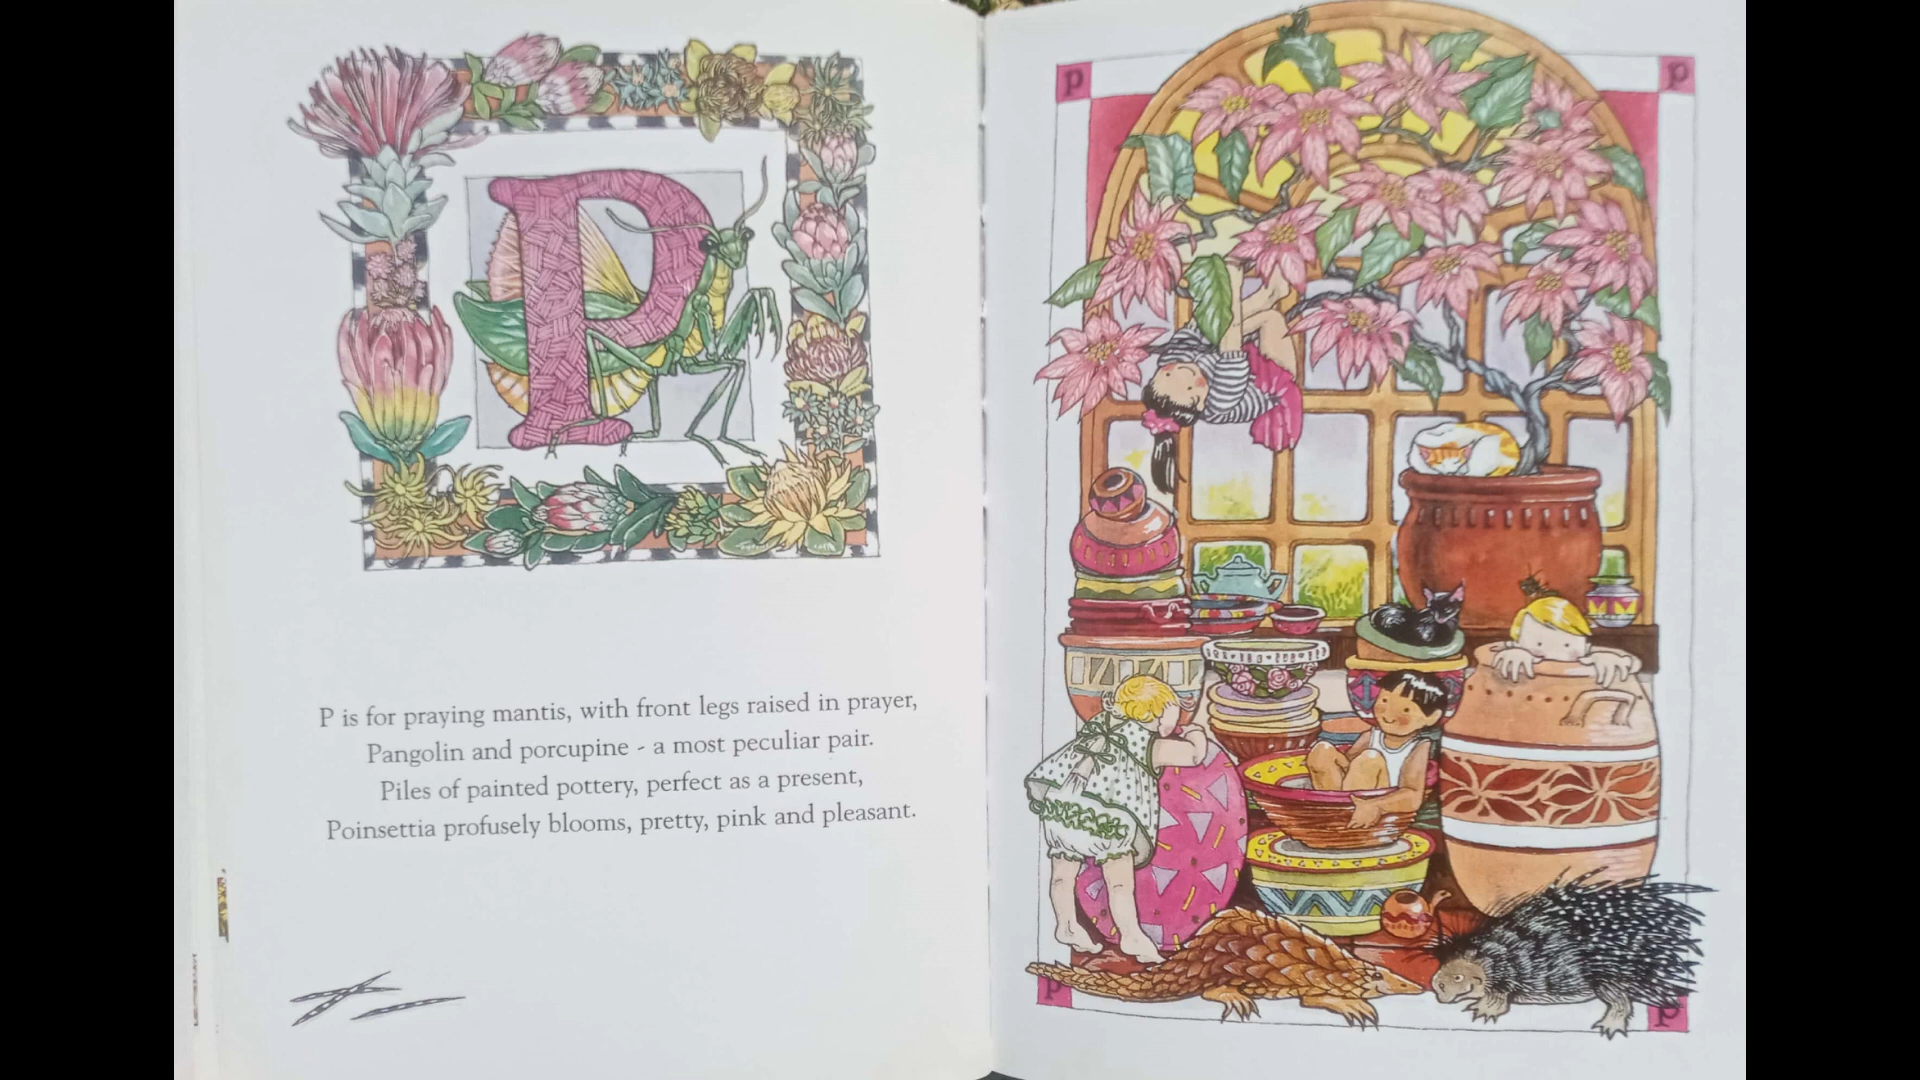 P
P is for praying mantis, with front legs raised in prayer,
Pangolin and porcupine - a most peculiar pair.
Piles of painted pottery, perfect as a present,
Poinsettia profusely blooms, pretty, pink and pleasant.
p
p
p
p